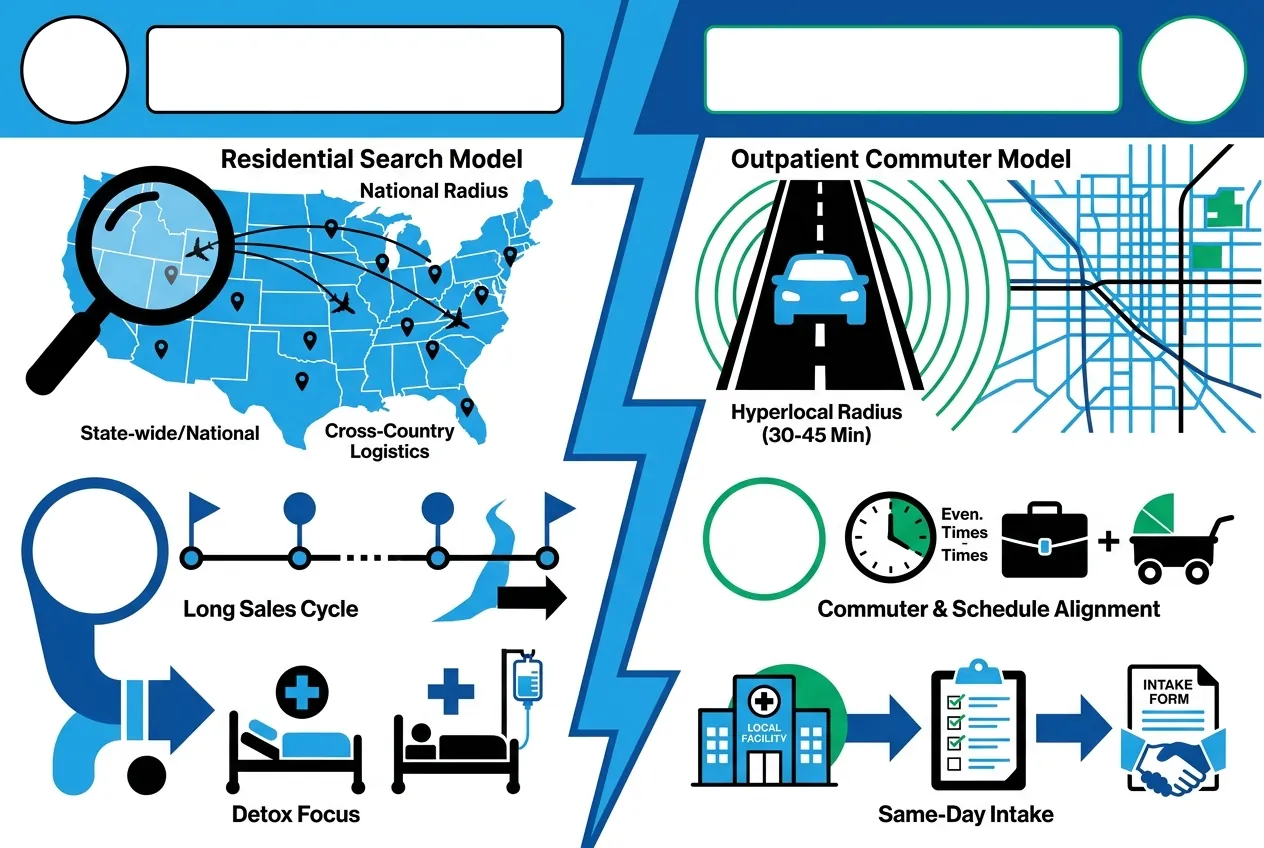 Residential Search Model
National Radius
State-wide/National
Cross-Country
Logistics
Long Sales Cycle
Detox Focus
Outpatient Commuter Model
Hyperlocal Radius
(30-45 Min)
Even.
Times
-
Times
Commuter & Schedule Alignment
LOCAL
FACILITY
INTAKE
FORM
Same-Day Intake